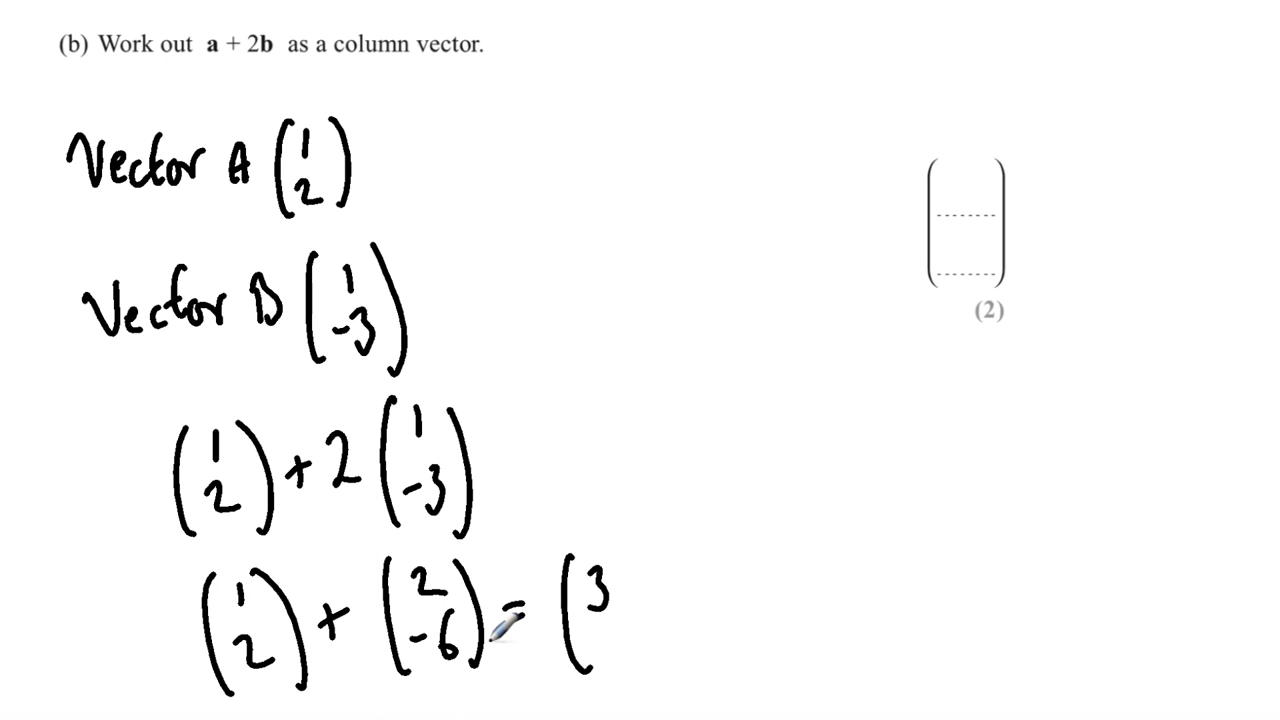 (b) Work out a + 2b as a column vector.
Vector A (1
2)
Vector B (1
-3)
(1
2) + 2 (1
-3)
(1
2) + (2
-6) = (3
(2)